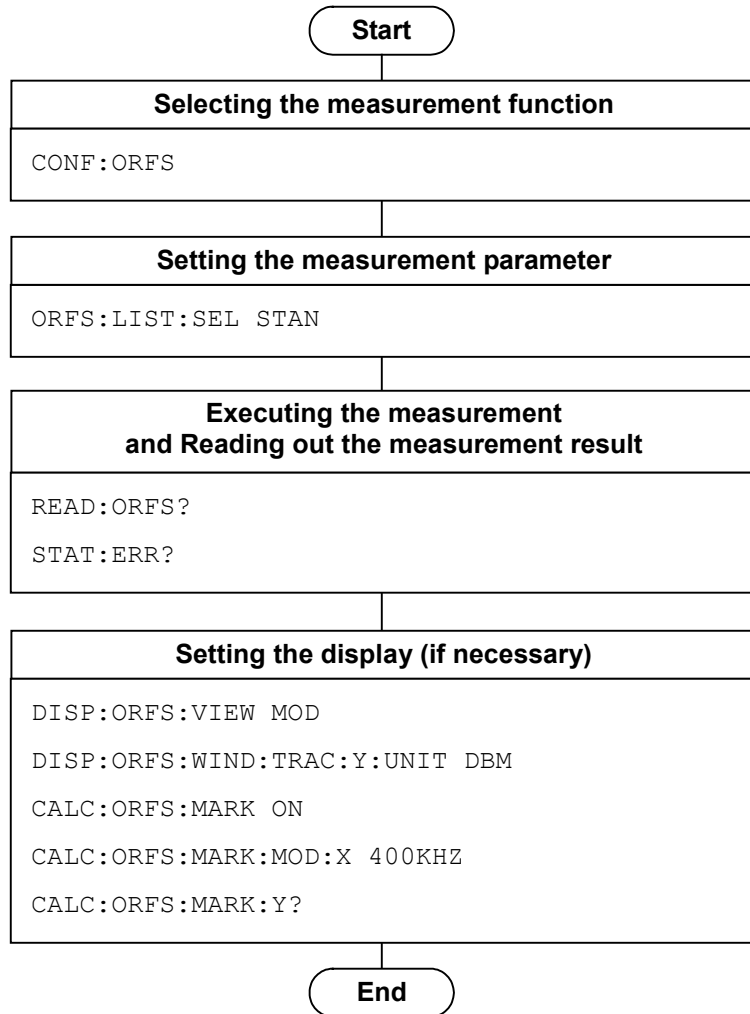 Start
Selecting the measurement function
CONF:ORFS
Setting the measurement parameter
ORFS:LIST:SEL STAN
Executing the measurement
and Reading out the measurement result
READ:ORFS?
STAT:ERR?
Setting the display (if necessary)
DISP:ORFS:VIEW MOD
DISP:ORFS:WIND:TRAC:Y:UNIT DBM
CALC:ORFS:MARK ON
CALC:ORFS:MARK:MOD:X 400KHZ
CALC:ORFS:MARK:Y?
End